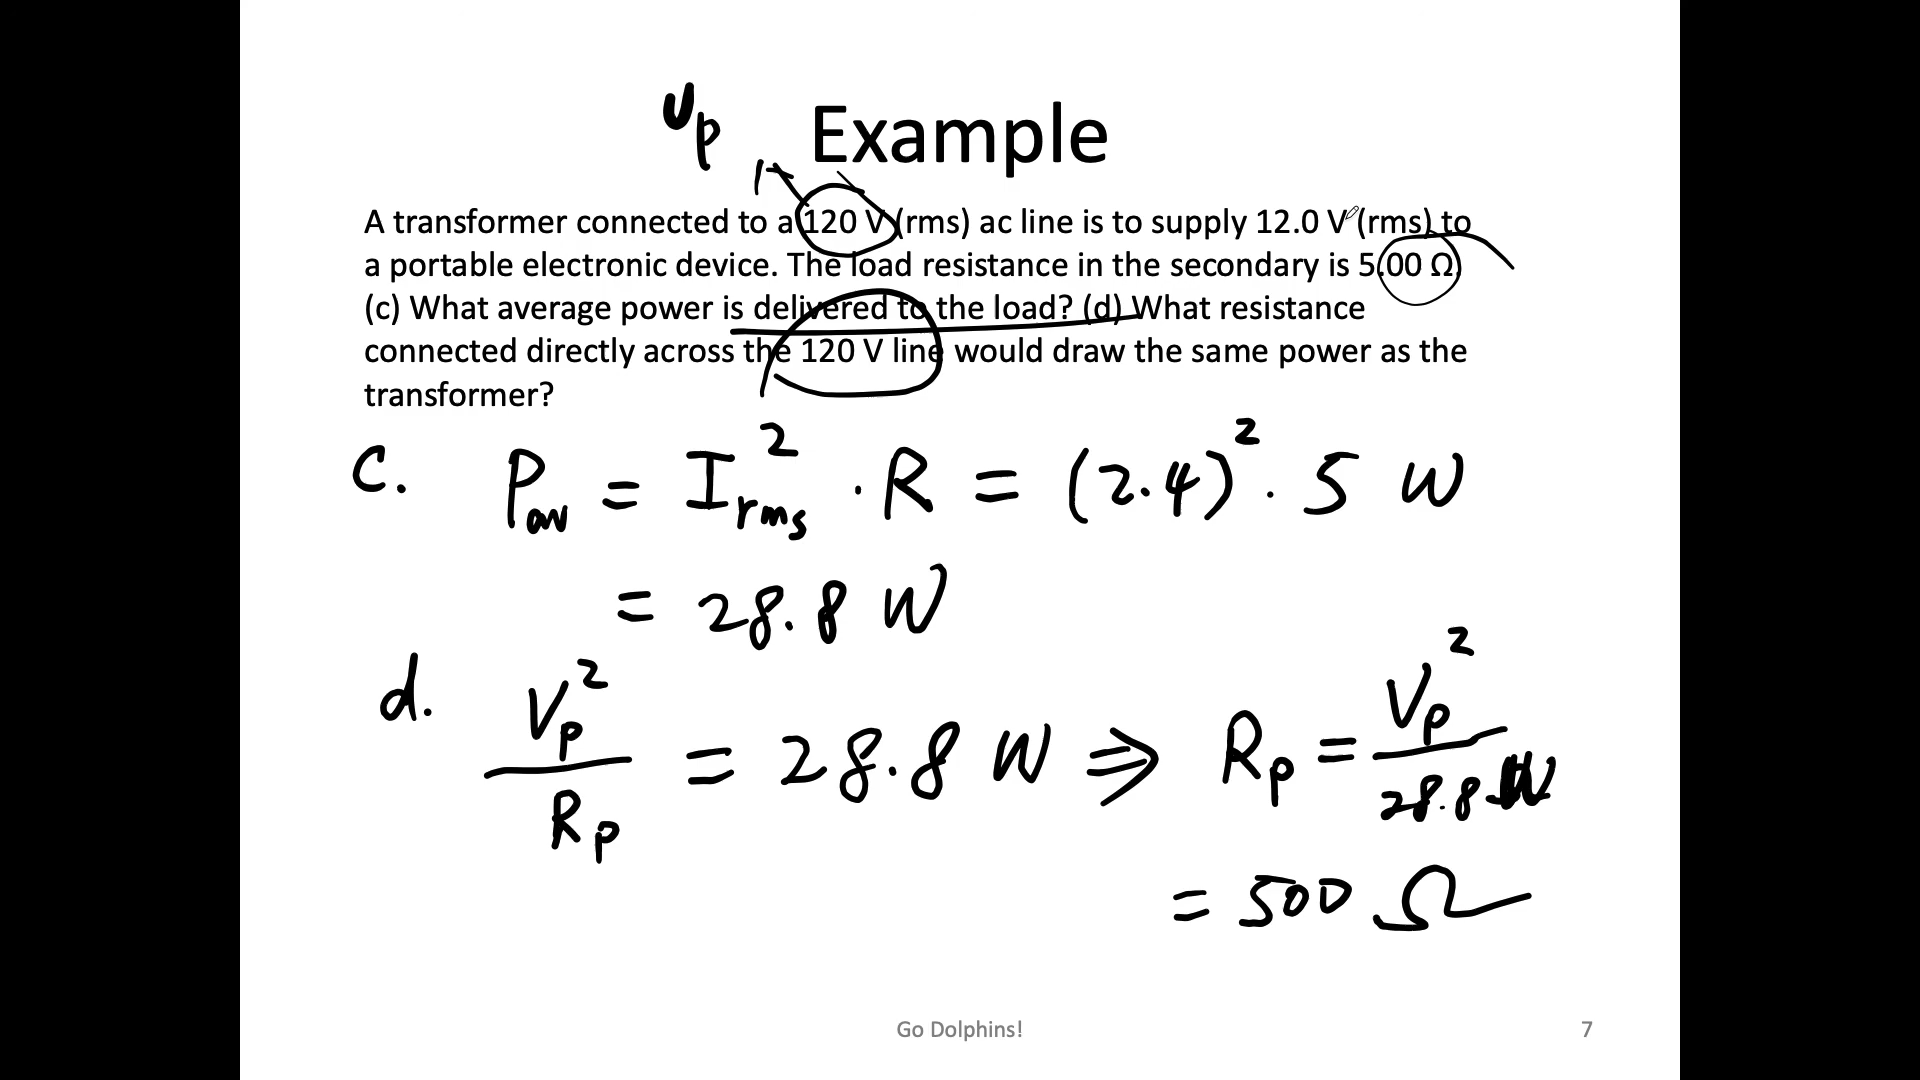 υp
Example
A transformer connected to a 120 V (rms) ac line is to supply 12.0 V (rms) to
a portable electronic device. The load resistance in the secondary is 5.00 Ω.
(c) What average power is delivered to the load? (d) What resistance
connected directly across the 120 V line would draw the same power as the
transformer?
c. Pav = Irms² · R = (2.4)² · 5 W
= 28.8 W
d. Vp²/Rp = 28.8 W ⇒ Rp = Vp²/28.8 W
= 500 Ω
Go Dolphins!
7